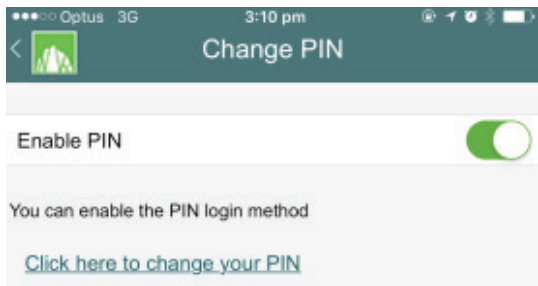 Optus 3G 3:10 pm
Change PIN
Enable PIN
You can enable the PIN login method
Click here to change your PIN